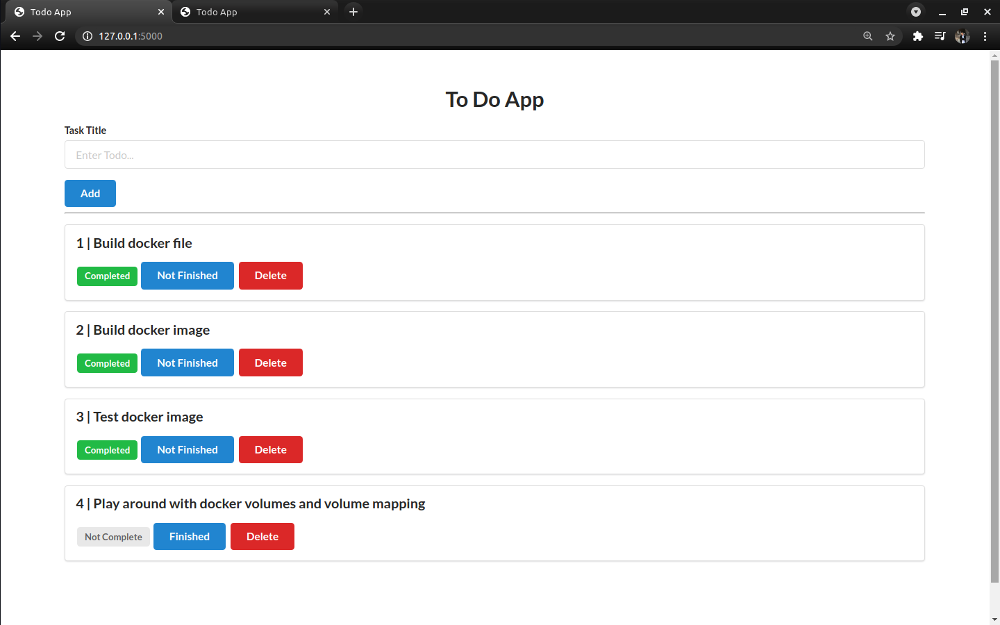 Todo App
Todo App
127.0.0.1:5000
To Do App
Task Title
Enter Todo...
Add
1 | Build docker file
Completed Not Finished Delete
2 | Build docker image
Completed Not Finished Delete
3 | Test docker image
Completed Not Finished Delete
4 | Play around with docker volumes and volume mapping
Not Complete Finished Delete